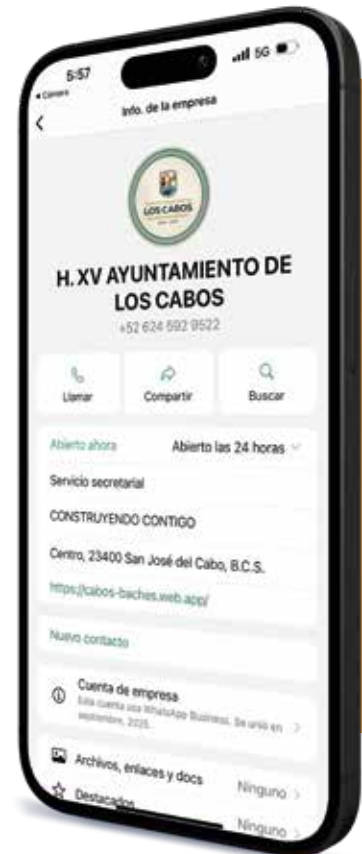 5:57
5G
Cámara
Info. de la empresa
LOS CABOS
H. XV AYUNTAMIENTO DE
LOS CABOS
+52 624 592 9522
Llamar
Compartir
Buscar
Abierto ahora
Abierto las 24 horas
Servicio secretarial
CONSTRUYENDO CONTIGO
Centro, 23400 San José del Cabo, B.C.S.
https://cabos-baches.web.app/
Nuevo contacto
Cuenta de empresa
Esta cuenta usa WhatsApp Business. Se unió en
septiembre, 2025.
Archivos, enlaces y docs
Ninguno
Destacados
Ninguno